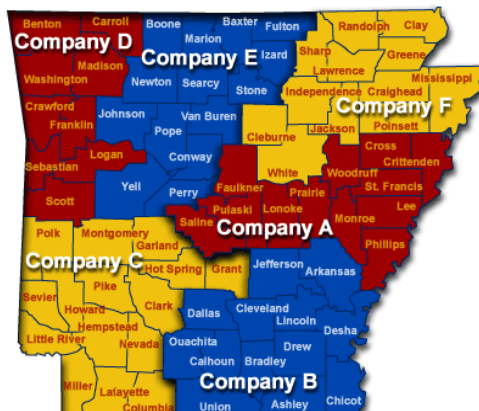 Benton
Carroll
Boone
Baxter
Fulton
Randolph
Clay
Company D
Marion
Company E
Izard
Sharp
Greene
Madison
Washington
Newton
Searcy
Stone
Lawrence
Mississippi
Independence
Craighead
Company F
Crawford
Johnson
Van Buren
Franklin
Pope
Cleburne
Jackson
Poinsett
Logan
Conway
Cross
Sebastian
Crittenden
White
Woodruff
Yell
Perry
Faulkner
Prairie
St. Francis
Scott
Pulaski
Lonoke
Lee
Saline
Monroe
Company A
Polk
Montgomery
Garland
Phillips
Company C
Hot Spring
Grant
Jefferson
Arkansas
Pike
Sevier
Howard
Clark
Dallas
Cleveland
Lincoln
Hempstead
Desha
Little River
Nevada
Ouachita
Drew
Calhoun
Bradley
Miller
Lafayette
Company B
Columbia
Union
Ashley
Chicot